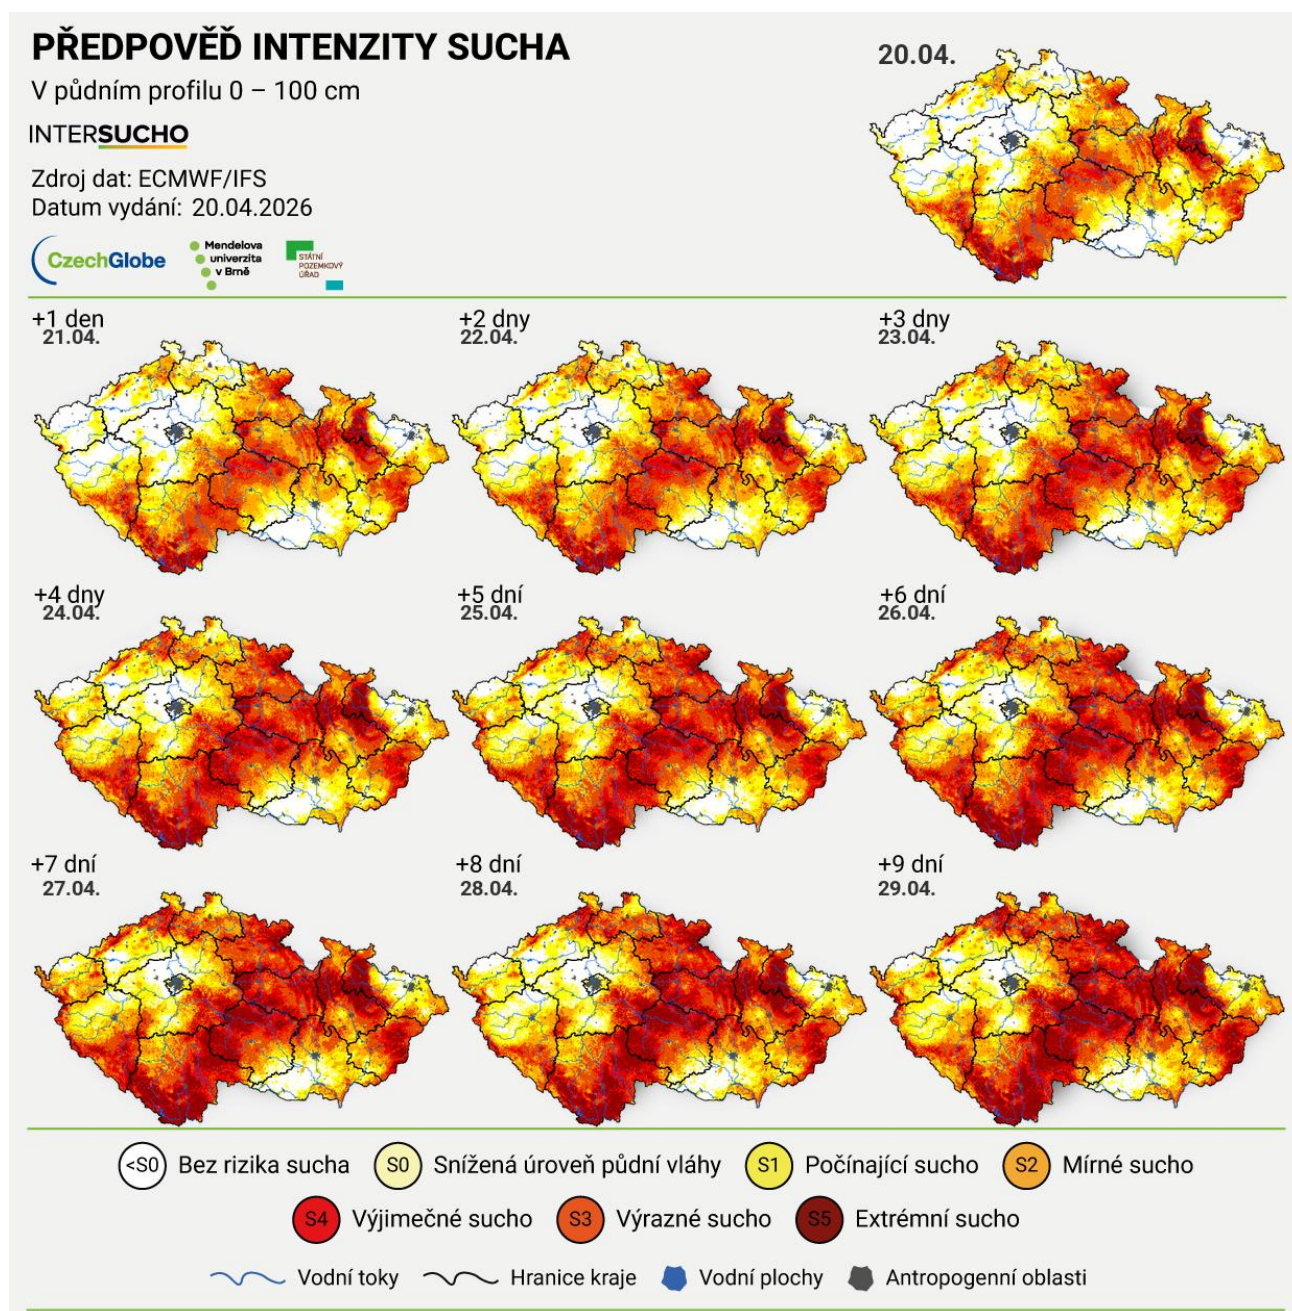 PŘEDPOVĚĎ INTENZITY SUCHA
V půdním profilu 0 – 100 cm
INTERSUCHO
Zdroj dat: ECMWF/IFS
Datum vydání: 20.04.2026
CzechGlobe
Mendelova
univerzita
v Brně
STÁTNÍ
POZEMKOVÝ
ÚŘAD
20.04.
+1 den
21.04.
+2 dny
22.04.
+3 dny
23.04.
+4 dny
24.04.
+5 dní
25.04.
+6 dní
26.04.
+7 dní
27.04.
+8 dní
28.04.
+9 dní
29.04.
<S0 Bez rizika sucha S0 Snížená úroveň půdní vláhy S1 Počínající sucho S2 Mírné sucho
S4 Výjimečné sucho S3 Výrazné sucho S5 Extrémní sucho
Vodní toky Hranice kraje Vodní plochy Antropogenní oblasti